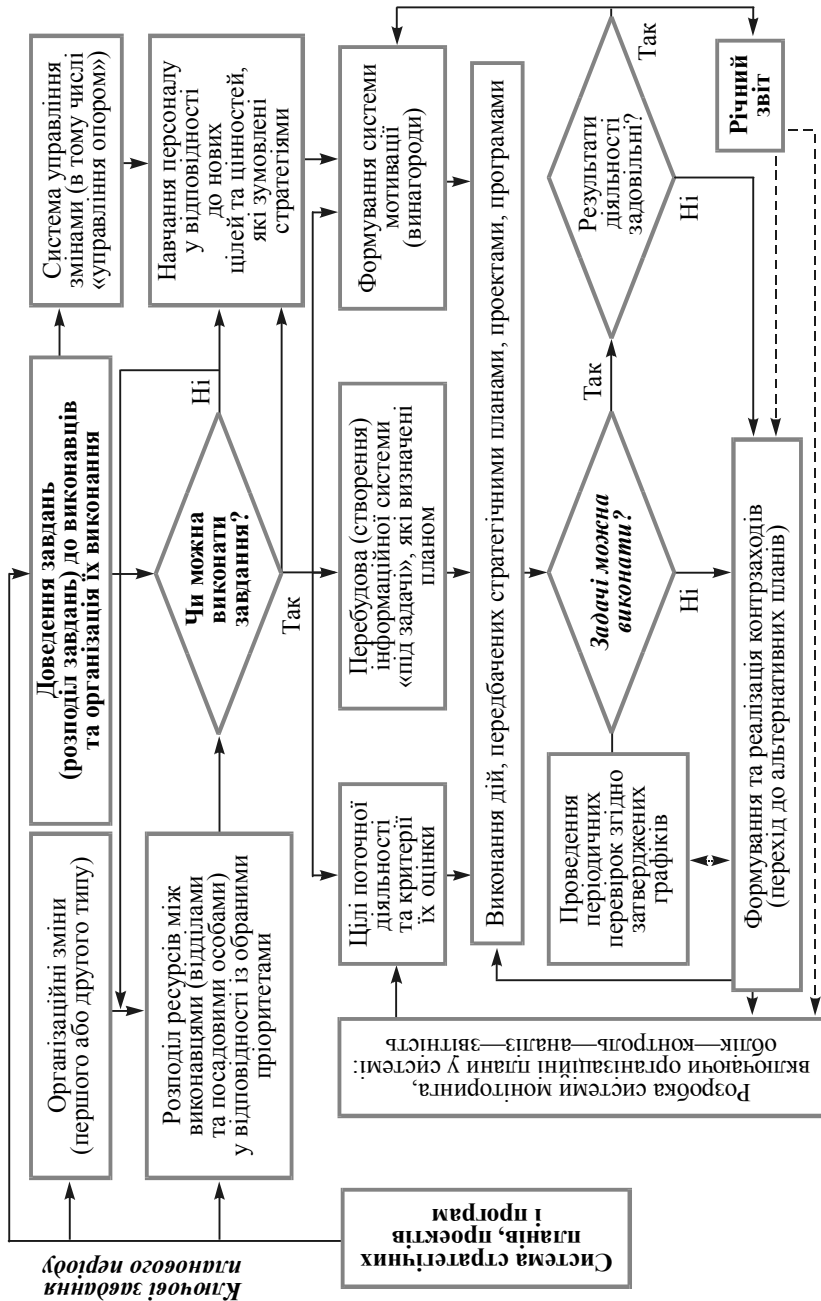 Ключові завдання
планового періоду
Система стратегічних
планів, проектів
і програм
Організаційні зміни
(першого або другого типу)
Доведення завдань
(розподіл завдань) до виконавців
та організація їх виконання
Система управління
змінами (в тому числі
«управління опором»)
Розподіл ресурсів між
виконавцями (відділами
та посадовими особами)
у відповідності із обраними
пріоритетами
Чи можна
виконати
завдання?
Ні
Так
Навчання персоналу
у відповідності
до нових
цілей та цінностей,
які зумовлені
стратегіями
Розробка системи моніторинга,
включаючи організаційні плани у системі:
облік—контроль—аналіз—звітність
Цілі поточної
діяльності
та критерії
їх оцінки
Перебудова (створення)
інформаційної системи
«під задачі», які визначені
планом
Формування системи
мотивації
(винагороди)
Виконання дій, передбачених стратегічними планами, проектами, програмами
Проведення
періодичних
перевірок згідно
затверджених
графіків
Задачі можна
виконати?
Так
Ні
Результати
діяльності
задовільні?
Так
Ні
Формування та реалізація контрзаходів
(перехід до альтернативних планів)
Річний
звіт